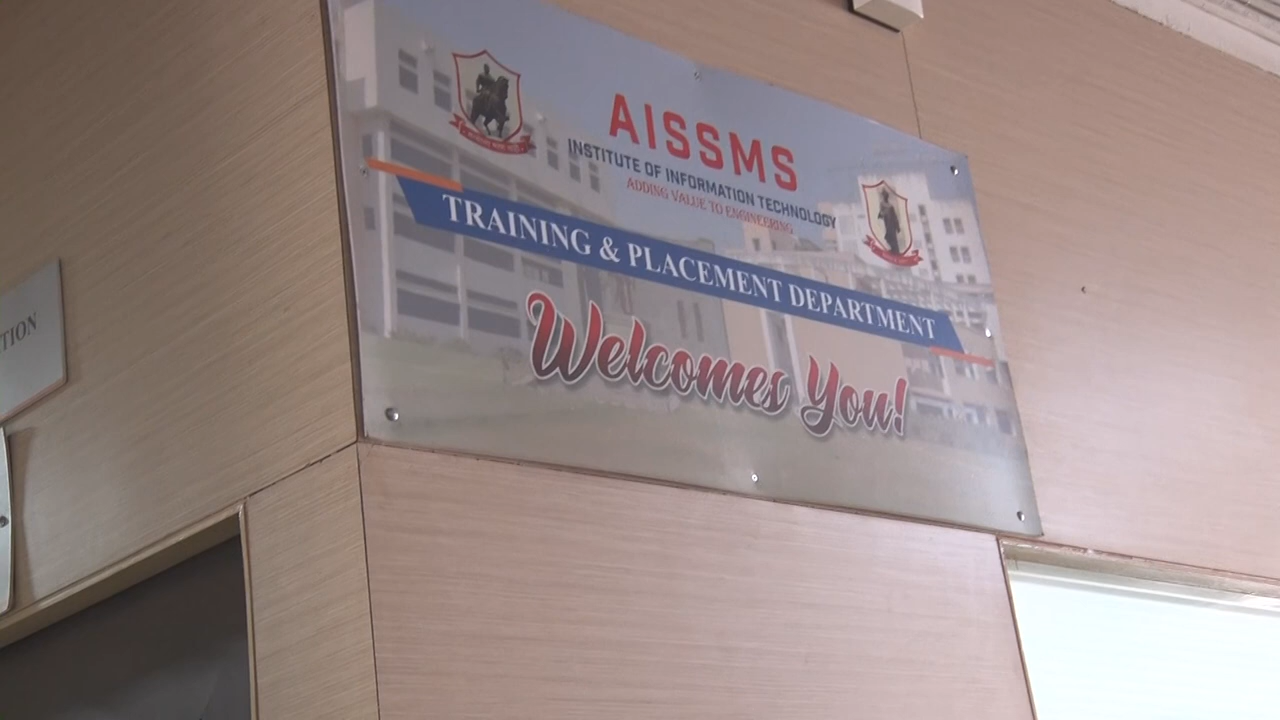 AISSMS
INSTITUTE OF INFORMATION TECHNOLOGY
ADDING VALUE TO ENGINEERING
TRAINING & PLACEMENT DEPARTMENT
Welcomes You!
TION